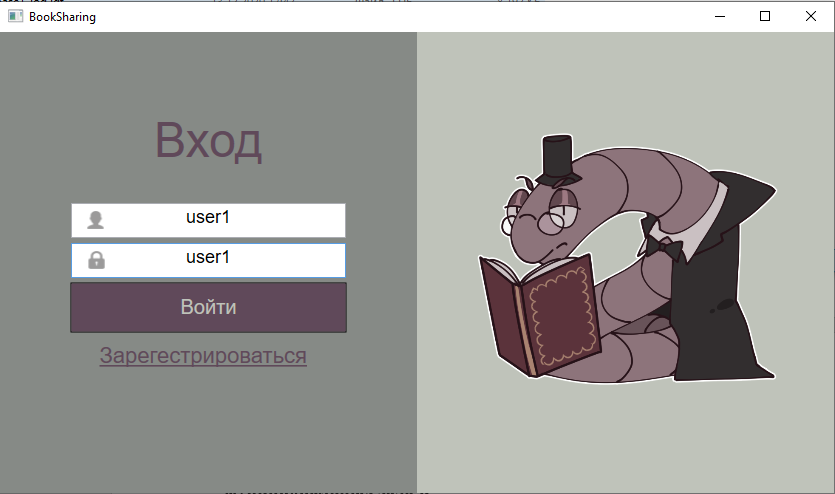 BookSharing
Вход
user1
user1
Войти
Зарегестрироваться